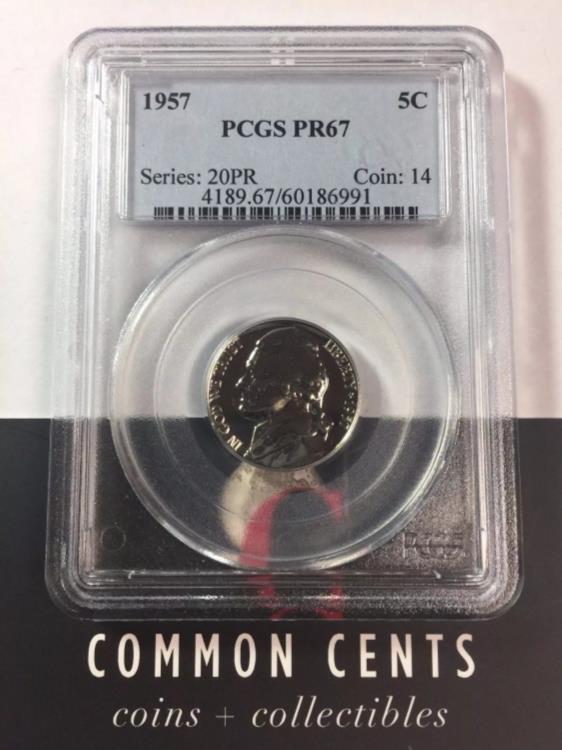 1957 5C
PCGS PR67
Series: 20PR Coin: 14
4189.67/60186991
IN GOD WE TRUST
LIBERTY
PCGS
COMMON CENTS
coins + collectibles